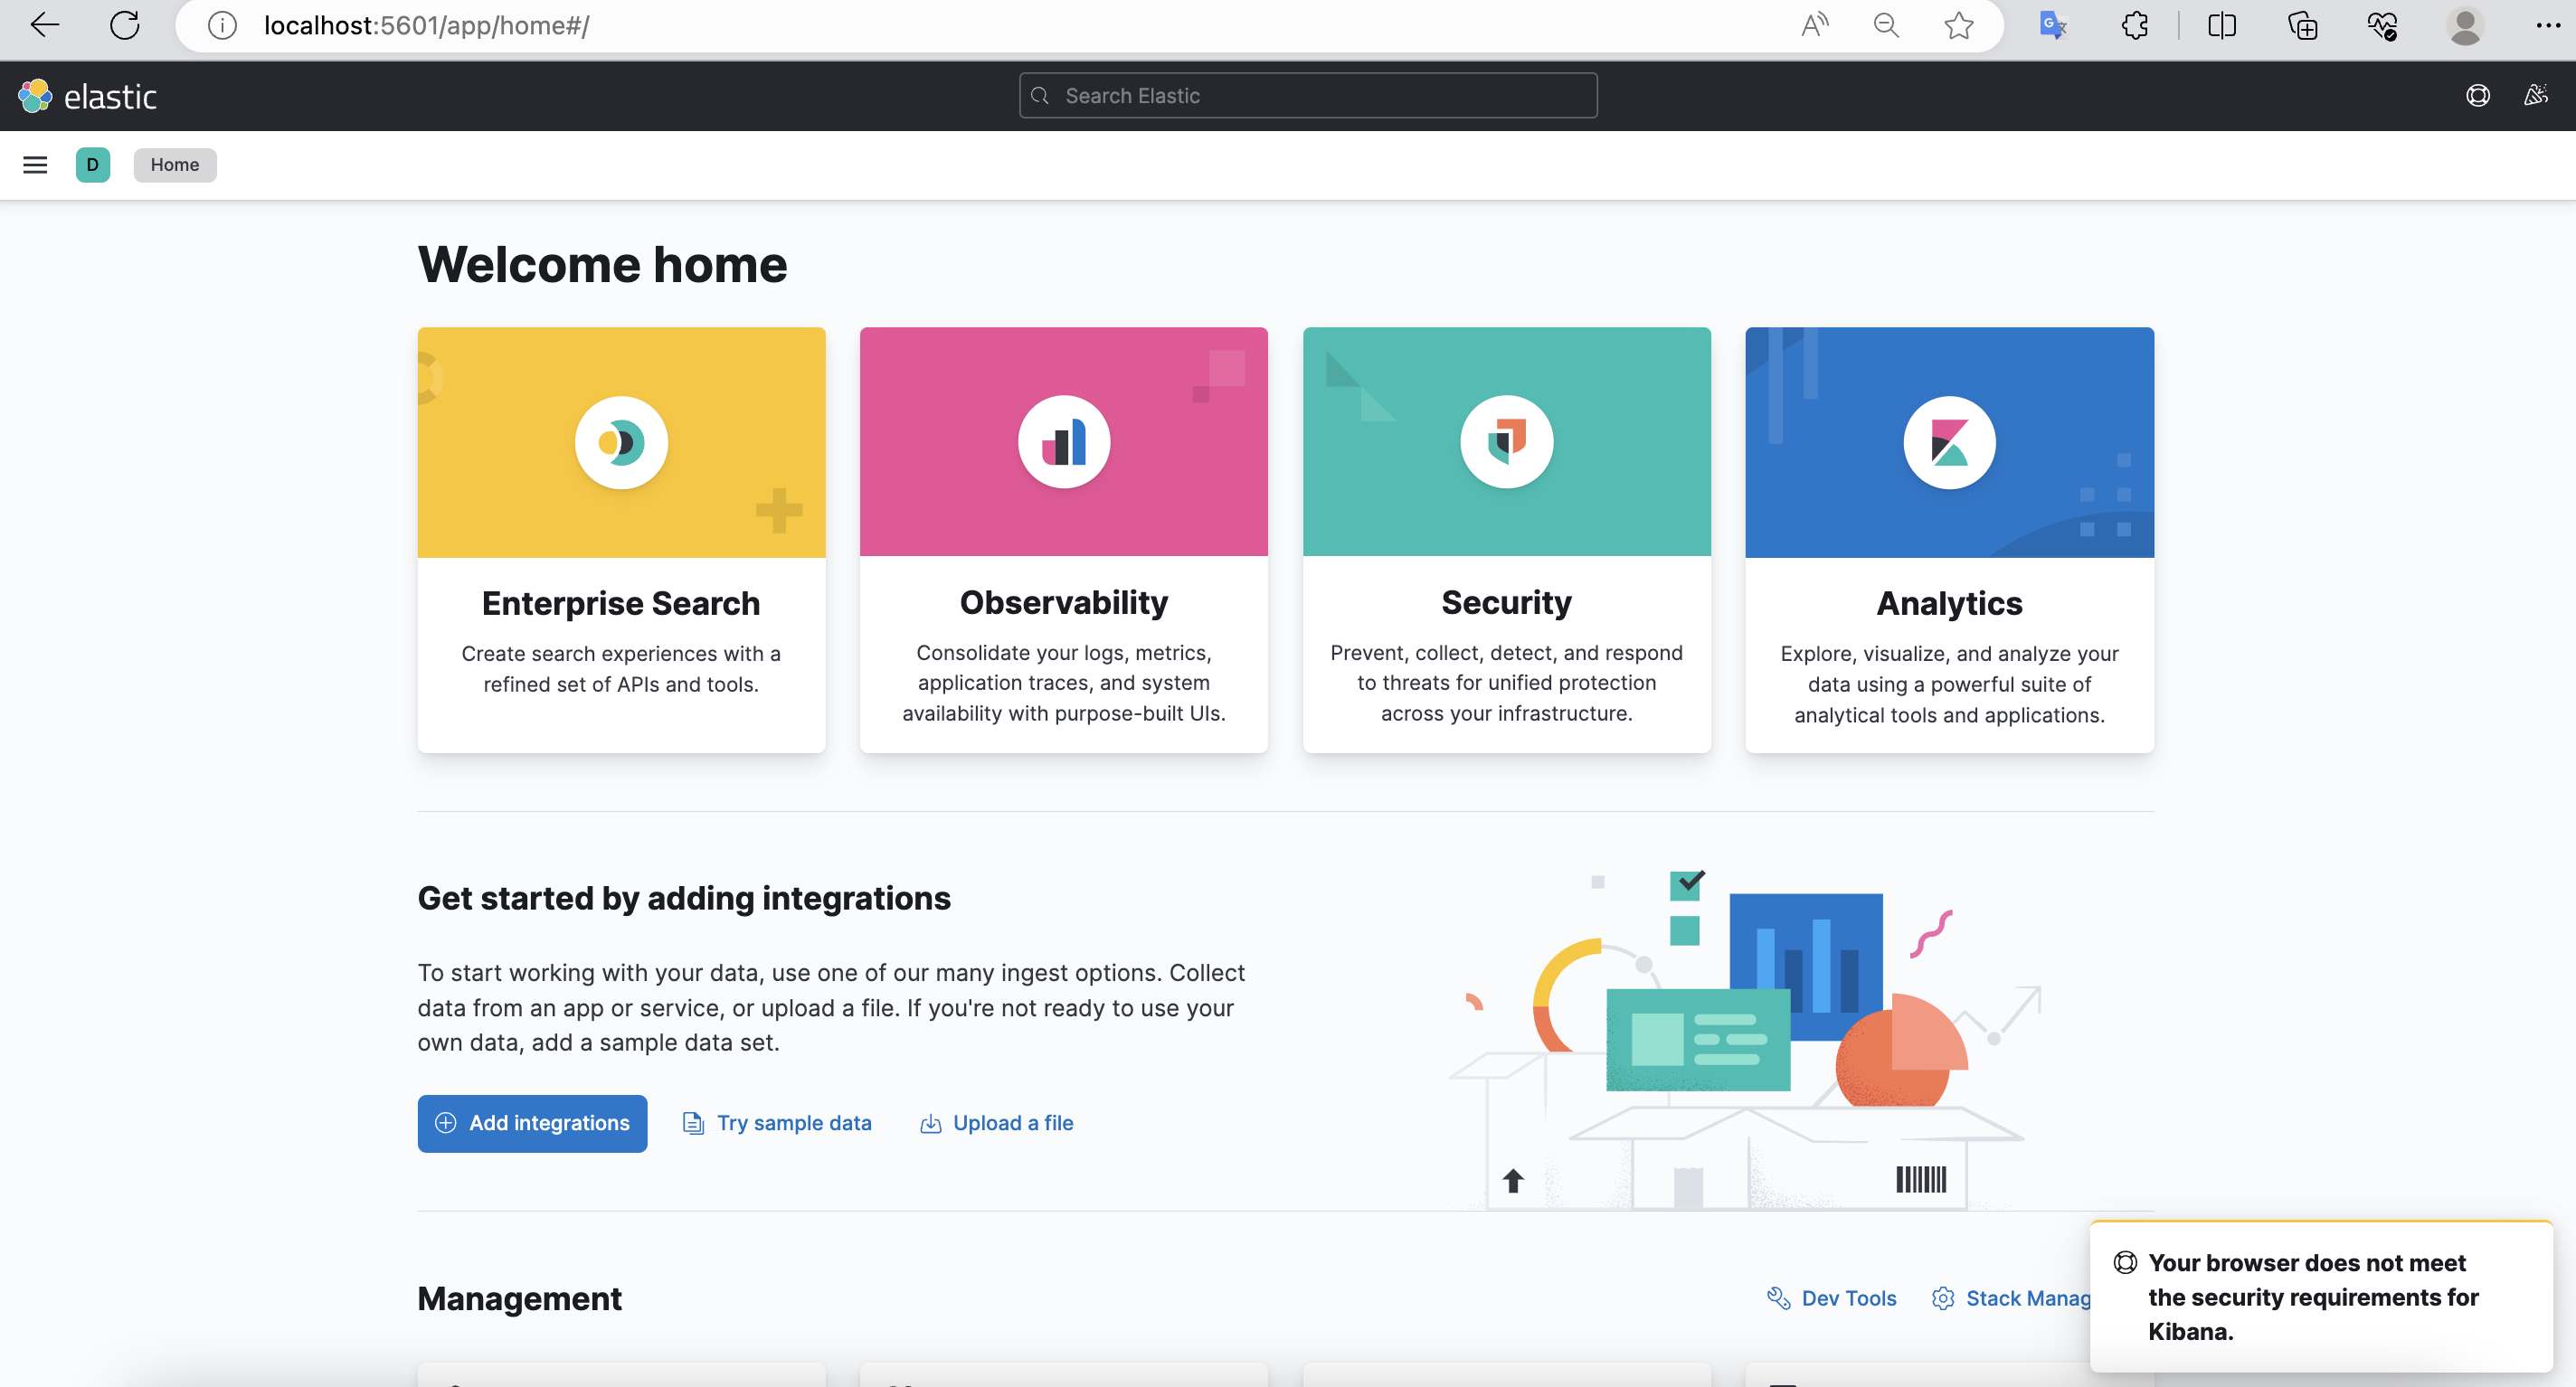 localhost:5601/app/home#/
elastic
Search Elastic
D
Home
Welcome home
Enterprise Search
Create search experiences with a
refined set of APIs and tools.
Observability
Consolidate your logs, metrics,
application traces, and system
availability with purpose-built UIs.
Security
Prevent, collect, detect, and respond
to threats for unified protection
across your infrastructure.
Analytics
Explore, visualize, and analyze your
data using a powerful suite of
analytical tools and applications.
Get started by adding integrations
To start working with your data, use one of our many ingest options. Collect
data from an app or service, or upload a file. If you're not ready to use your
own data, add a sample data set.
Add integrations
Try sample data
Upload a file
Management
Dev Tools
Stack Manag
Your browser does not meet
the security requirements for
Kibana.